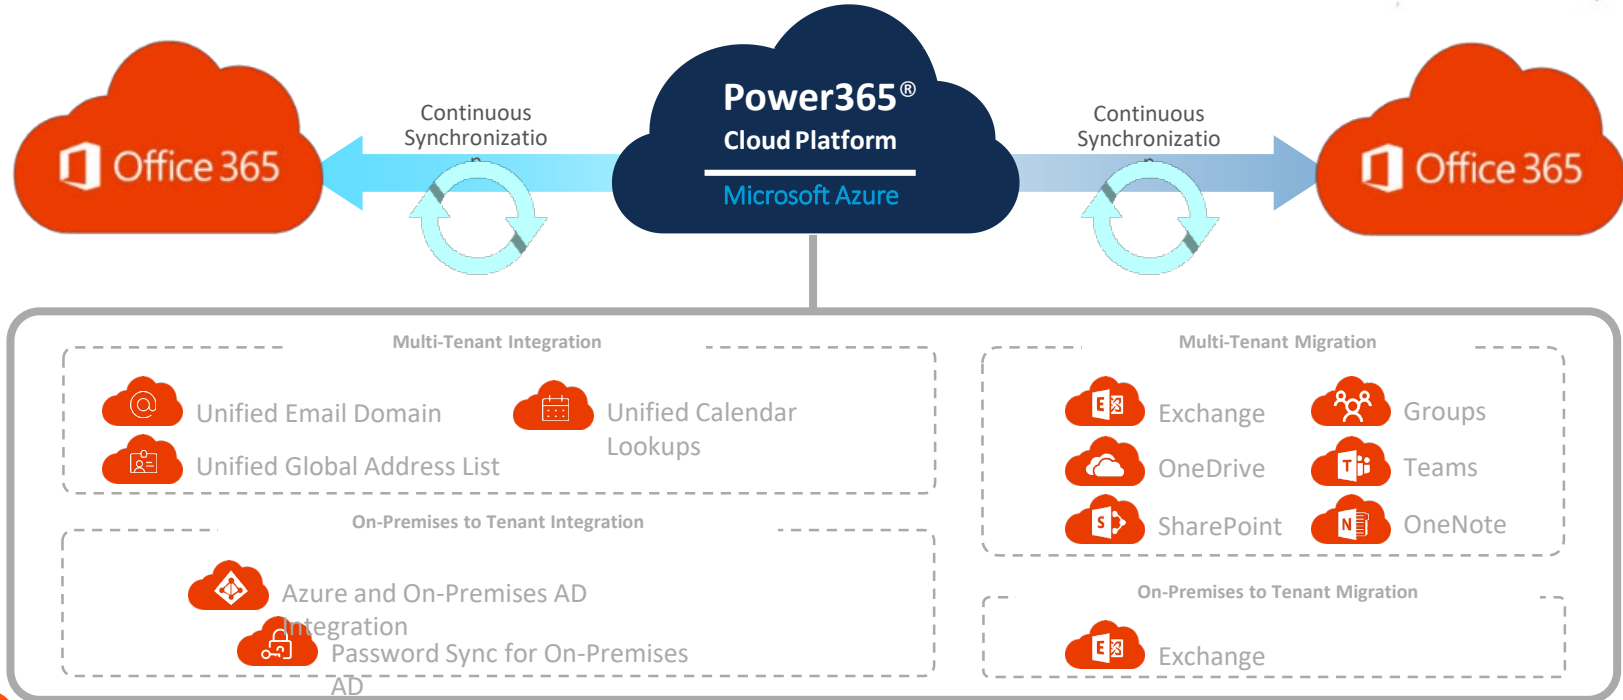 Office 365
Continuous
Synchronizatio
n
Power365®
Cloud Platform
Microsoft Azure
Continuous
Synchronizatio
n
Office 365
Multi-Tenant Integration
Unified Email Domain
Unified Global Address List
Unified Calendar
Lookups
On-Premises to Tenant Integration
Azure and On-Premises AD
Integration
Password Sync for On-Premises
AD
Multi-Tenant Migration
E
Exchange
Groups
OneDrive
T
Teams
S
SharePoint
N
OneNote
On-Premises to Tenant Migration
E
Exchange